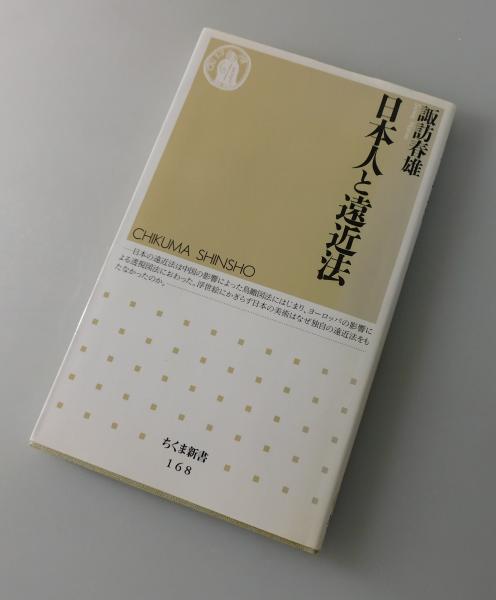 諏訪春雄
日本人と遠近法
CHIKUMA SHINSHO
日本の遠近法は中国の影響によった鳥瞰図法にはじまり、ヨーロッパの影響に
よる透視図法におわった。浮世絵にかぎらず日本の美術はなぜ独自の遠近法をも
たなかったのか。
ちくま新書
168